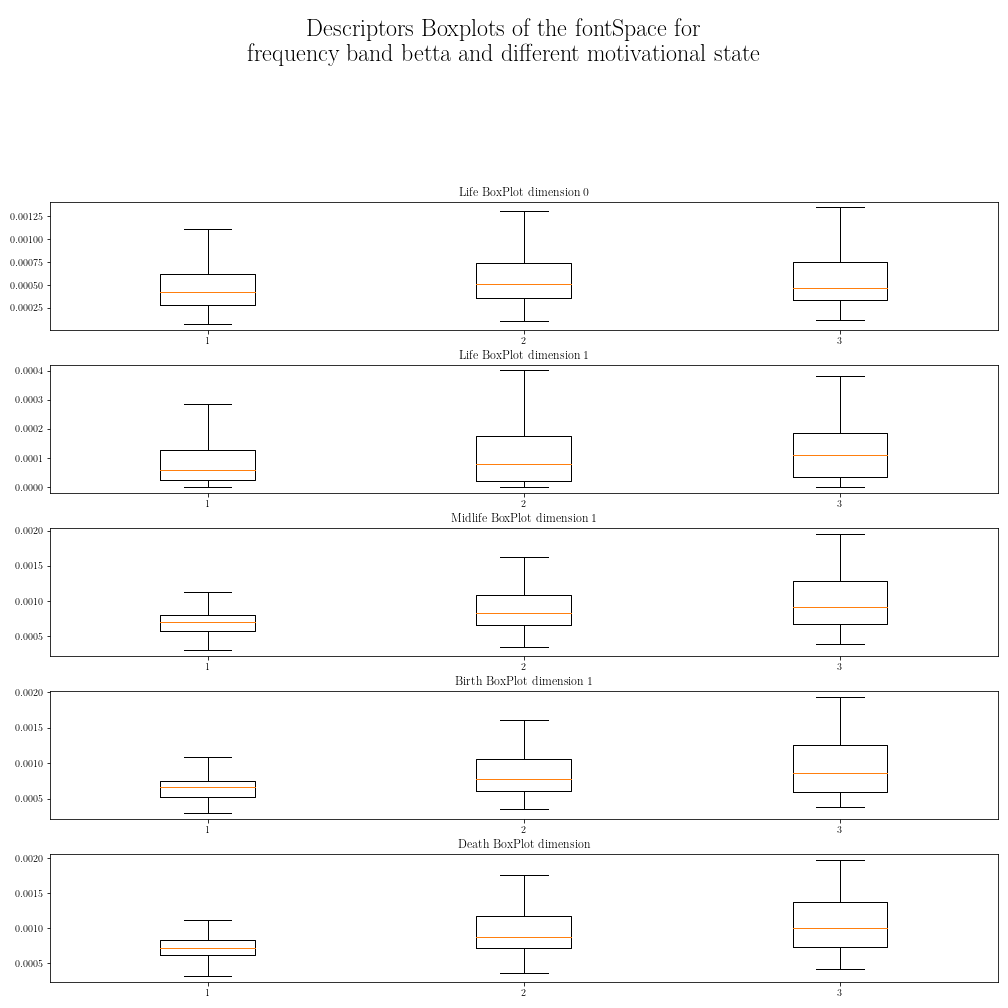 Descriptors Boxplots of the fontSpace for
frequency band betta and different motivational state
Life BoxPlot dimension 0
0.00125
0.00100
0.00075
0.00050
0.00025
1 2 3
Life BoxPlot dimension 1
0.0004
0.0003
0.0002
0.0001
0.0000
1 2 3
Midlife BoxPlot dimension 1
0.0020
0.0015
0.0010
0.0005
1 2 3
Birth BoxPlot dimension 1
0.0020
0.0015
0.0010
0.0005
1 2 3
Death BoxPlot dimension
0.0020
0.0015
0.0010
0.0005
1 2 3